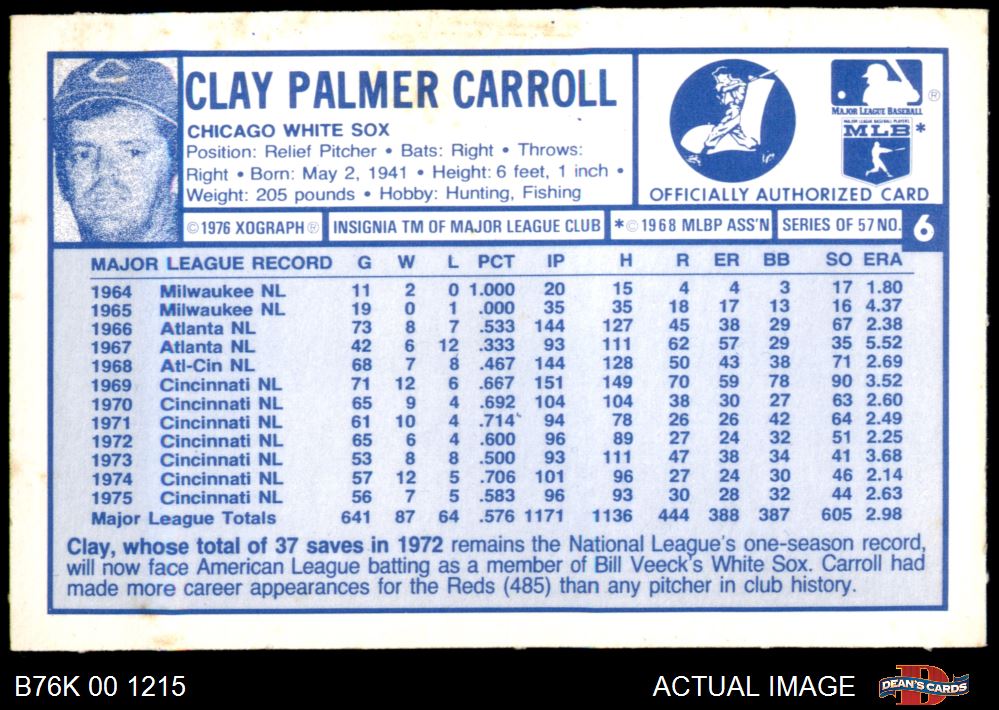 CLAY PALMER CARROLL
CHICAGO WHITE SOX
Position: Relief Pitcher • Bats: Right • Throws:
Right • Born: May 2, 1941 • Height: 6 feet, 1 inch •
Weight: 205 pounds • Hobby: Hunting, Fishing
®
MAJOR LEAGUE BASEBALL
MAJOR LEAGUE BASEBALL PLAYERS
MLB *
OFFICIALLY AUTHORIZED CARD
© 1976 XOGRAPH ® INSIGNIA TM OF MAJOR LEAGUE CLUB *© 1968 MLBP ASS'N SERIES OF 57 NO. 6
MAJOR LEAGUE RECORD G W L PCT IP H R ER BB SO ERA
1964 Milwaukee NL 11 2 0 1.000 20 15 4 4 3 17 1.80
1965 Milwaukee NL 19 0 1 .000 35 35 18 17 13 16 4.37
1966 Atlanta NL 73 8 7 .533 144 127 45 38 29 67 2.38
1967 Atlanta NL 42 6 12 .333 93 111 62 57 29 35 5.52
1968 Atl-Cin NL 68 7 8 .467 144 128 50 43 38 71 2.69
1969 Cincinnati NL 71 12 6 .667 151 149 70 59 78 90 3.52
1970 Cincinnati NL 65 9 4 .692 104 104 38 30 27 63 2.60
1971 Cincinnati NL 61 10 4 .714 94 78 26 26 42 64 2.49
1972 Cincinnati NL 65 6 4 .600 96 89 27 24 32 51 2.25
1973 Cincinnati NL 53 8 8 .500 93 111 47 38 34 41 3.68
1974 Cincinnati NL 57 12 5 .706 101 96 27 24 30 46 2.14
1975 Cincinnati NL 56 7 5 .583 96 93 30 28 32 44 2.63
Major League Totals 641 87 64 .576 1171 1136 444 388 387 605 2.98
Clay, whose total of 37 saves in 1972 remains the National League's one-season record,
will now face American League batting as a member of Bill Veeck's White Sox. Carroll had
made more career appearances for the Reds (485) than any pitcher in club history.
B76K 00 1215 ACTUAL IMAGE DEAN'S CARDS